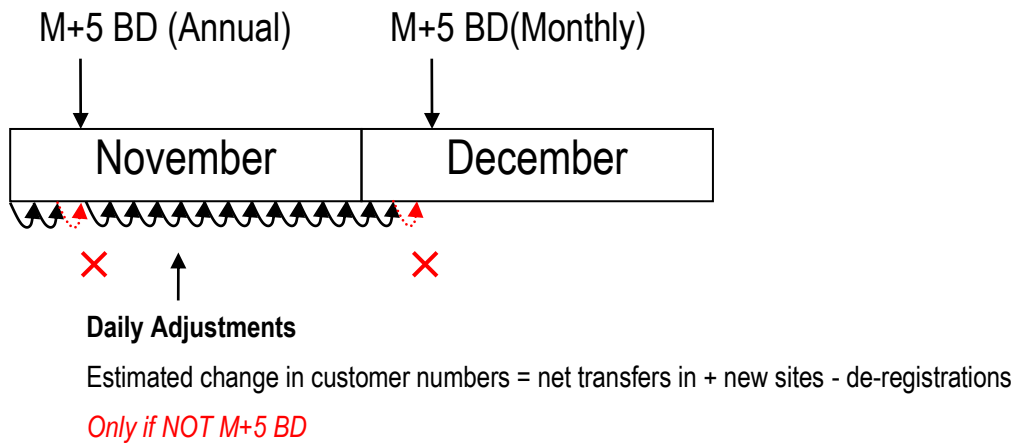 M+5 BD (Annual) M+5 BD(Monthly)
November December
Daily Adjustments
Estimated change in customer numbers = net transfers in + new sites - de-registrations
Only if NOT M+5 BD